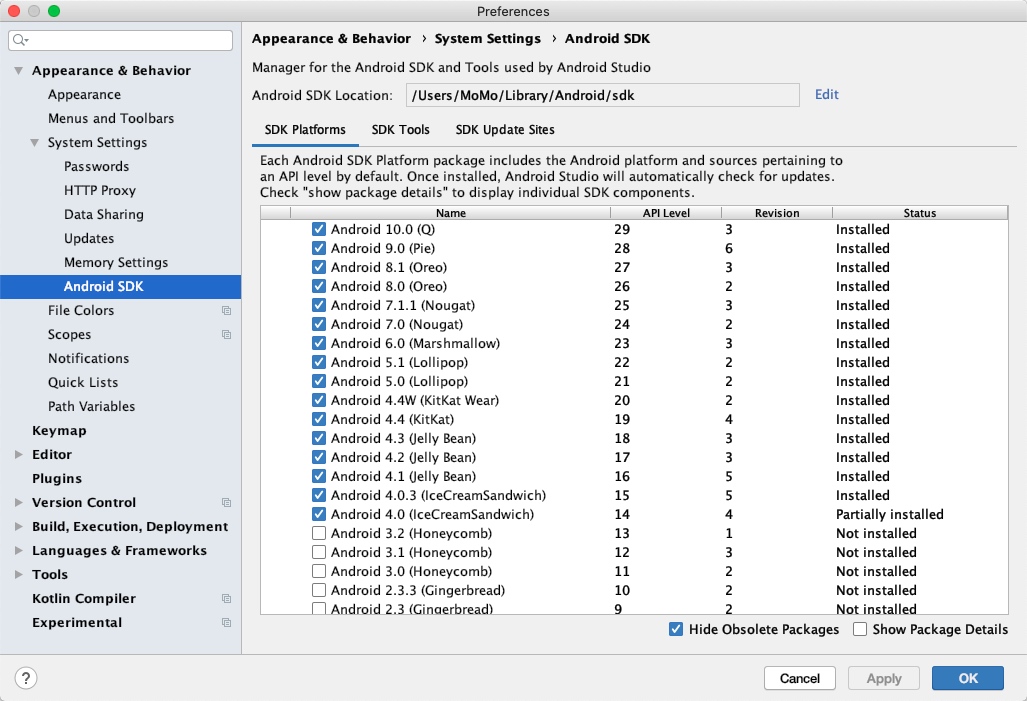 Preferences
Appearance & Behavior
Appearance
Menus and Toolbars
System Settings
Passwords
HTTP Proxy
Data Sharing
Updates
Memory Settings
Android SDK
File Colors
Scopes
Notifications
Quick Lists
Path Variables
Keymap
Editor
Plugins
Version Control
Build, Execution, Deployment
Languages & Frameworks
Tools
Kotlin Compiler
Experimental
Appearance & Behavior › System Settings › Android SDK
Manager for the Android SDK and Tools used by Android Studio
Android SDK Location: /Users/MoMo/Library/Android/sdk Edit
SDK Platforms SDK Tools SDK Update Sites
Each Android SDK Platform package includes the Android platform and sources pertaining to
an API level by default. Once installed, Android Studio will automatically check for updates.
Check "show package details" to display individual SDK components.
Name API Level Revision Status
Android 10.0 (Q) 29 3 Installed
Android 9.0 (Pie) 28 6 Installed
Android 8.1 (Oreo) 27 3 Installed
Android 8.0 (Oreo) 26 2 Installed
Android 7.1.1 (Nougat) 25 3 Installed
Android 7.0 (Nougat) 24 2 Installed
Android 6.0 (Marshmallow) 23 3 Installed
Android 5.1 (Lollipop) 22 2 Installed
Android 5.0 (Lollipop) 21 2 Installed
Android 4.4W (KitKat Wear) 20 2 Installed
Android 4.4 (KitKat) 19 4 Installed
Android 4.3 (Jelly Bean) 18 3 Installed
Android 4.2 (Jelly Bean) 17 3 Installed
Android 4.1 (Jelly Bean) 16 5 Installed
Android 4.0.3 (IceCreamSandwich) 15 5 Installed
Android 4.0 (IceCreamSandwich) 14 4 Partially installed
Android 3.2 (Honeycomb) 13 1 Not installed
Android 3.1 (Honeycomb) 12 3 Not installed
Android 3.0 (Honeycomb) 11 2 Not installed
Android 2.3.3 (Gingerbread) 10 2 Not installed
Android 2.3 (Gingerbread) 9 2 Not installed
Hide Obsolete Packages Show Package Details
? Cancel Apply OK